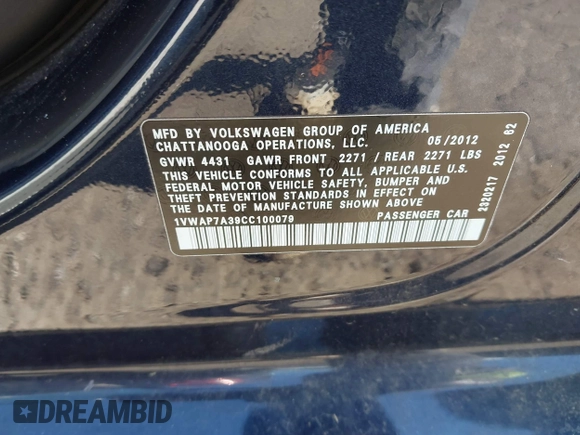 MFD BY VOLKSWAGEN GROUP OF AMERICA
CHATTANOOGA OPERATIONS, LLC. 05/2012
GVWR 4431 GAWR FRONT 2271 / REAR 2271 LBS
THIS VEHICLE CONFORMS TO ALL APPLICABLE U.S.
FEDERAL MOTOR VEHICLE SAFETY, BUMPER AND
THEFT PREVENTION STANDARDS IN EFFECT ON
THE DATE OF MANUFACTURE SHOWN ABOVE
1VWAP7A39CC100079 PASSENGER CAR
2320217 2012 82
DREAMBID